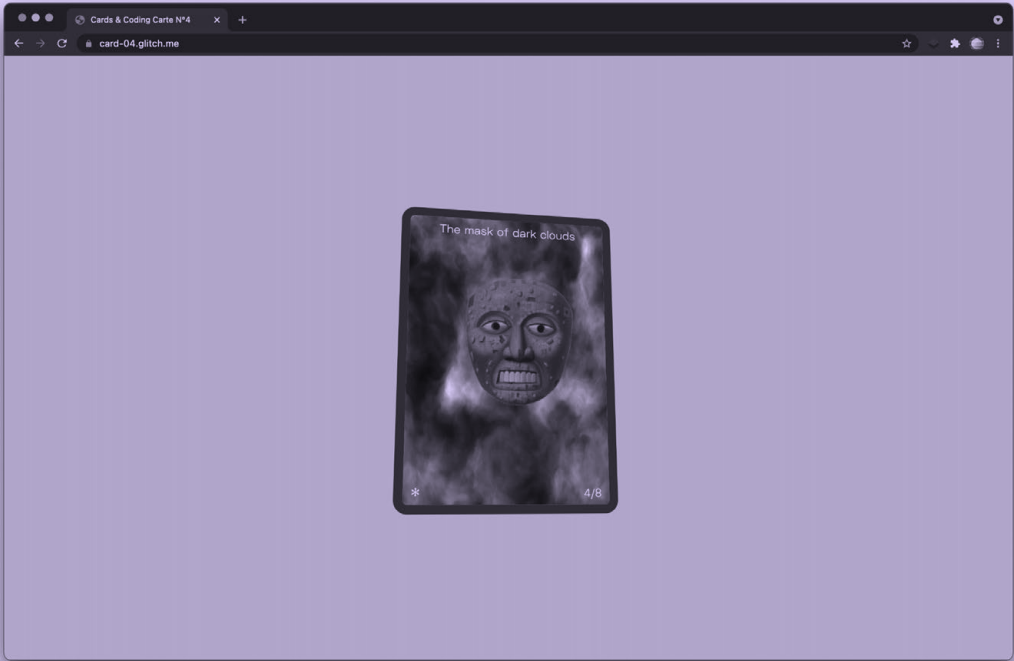 Cards & Coding Carte N°4
card-04.glitch.me
The mask of dark clouds
* 4/8